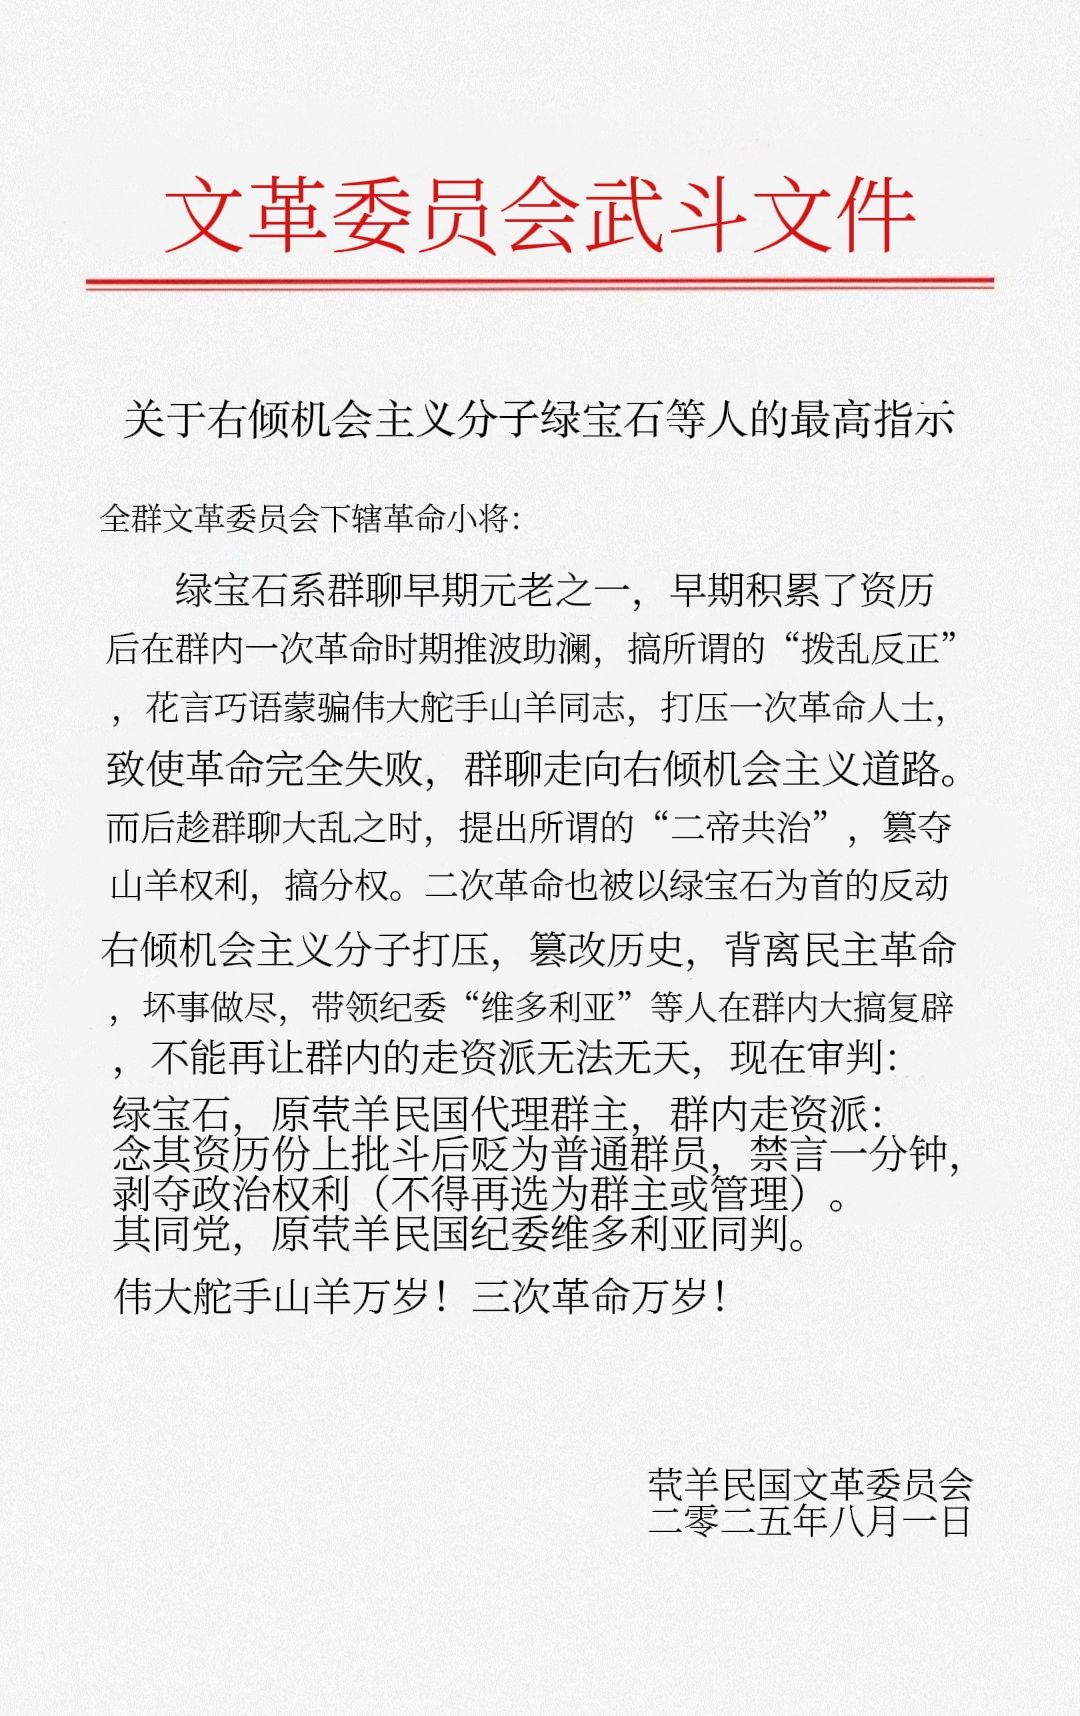 文革委员会武斗文件
关于右倾机会主义分子绿宝石等人的最高指示
全群文革委员会下辖革命小将：
绿宝石系群聊早期元老之一，早期积累了资历
后在群内一次革命时期推波助澜，搞所谓的“拨乱反正”
，花言巧语蒙骗伟大舵手山羊同志，打压一次革命人士，
致使革命完全失败，群聊走向右倾机会主义道路。
而后趁群聊大乱之时，提出所谓的“二帝共治”，篡夺
山羊权利，搞分权。二次革命也被以绿宝石为首的反动
右倾机会主义分子打压，篡改历史，背离民主革命
，坏事做尽，带领纪委“维多利亚”等人在群内大搞复辟
，不能再让群内的走资派无法无天，现在审判：
绿宝石，原茕羊民国代理群主，群内走资派：
念其资历份上批斗后贬为普通群员，禁言一分钟，
剥夺政治权利（不得再选为群主或管理）。
其同党，原茕羊民国纪委维多利亚同判。
伟大舵手山羊万岁！三次革命万岁！
茕羊民国文革委员会
二零二五年八月一日